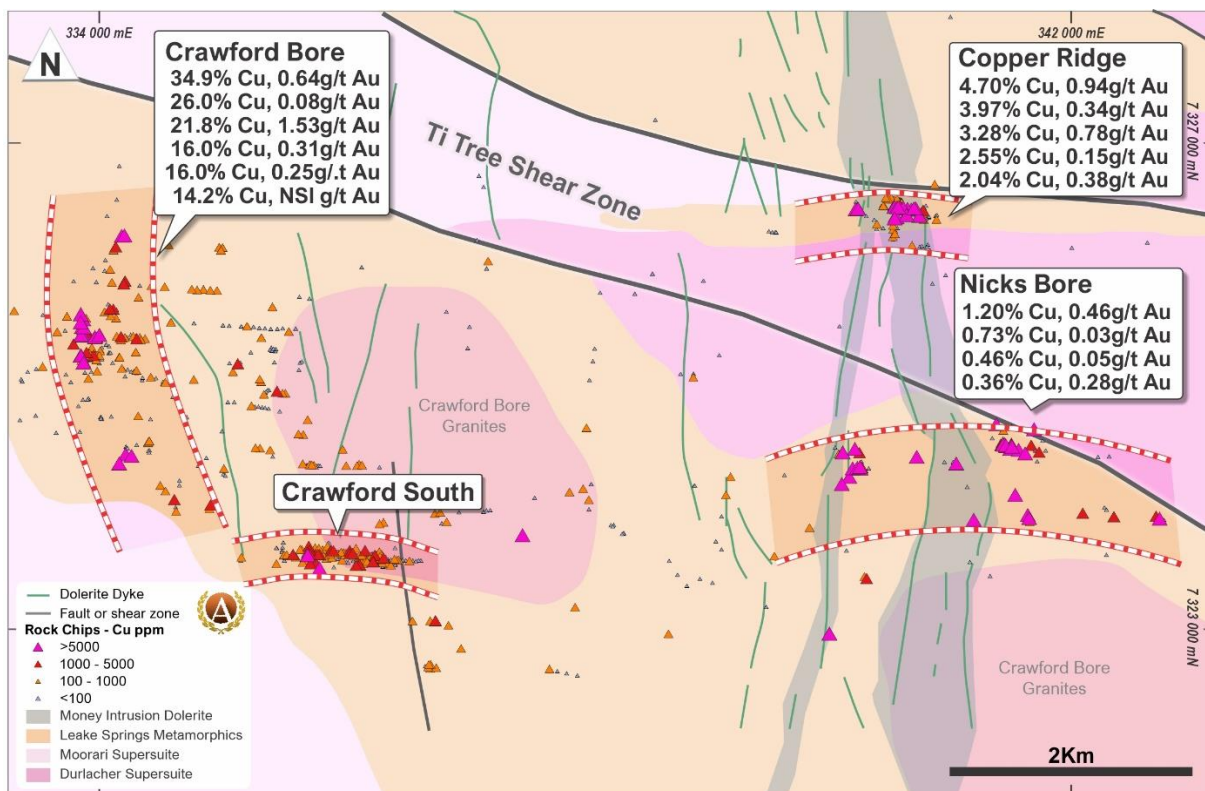 334 000 mE
342 000 mE
N
Crawford Bore
34.9% Cu, 0.64g/t Au
26.0% Cu, 0.08g/t Au
21.8% Cu, 1.53g/t Au
16.0% Cu, 0.31g/t Au
16.0% Cu, 0.25g/.t Au
14.2% Cu, NSI g/t Au
Copper Ridge
4.70% Cu, 0.94g/t Au
3.97% Cu, 0.34g/t Au
3.28% Cu, 0.78g/t Au
2.55% Cu, 0.15g/t Au
2.04% Cu, 0.38g/t Au
7 327 000 mN
Ti Tree Shear Zone
Nicks Bore
1.20% Cu, 0.46g/t Au
0.73% Cu, 0.03g/t Au
0.46% Cu, 0.05g/t Au
0.36% Cu, 0.28g/t Au
Crawford Bore
Granites
Crawford South
Dolerite Dyke
Fault or shear zone
Rock Chips - Cu ppm
>5000
1000 - 5000
100 - 1000
<100
Money Intrusion Dolerite
Leake Springs Metamorphics
Moorari Supersuite
Durlacher Supersuite
A
7 323 000 mN
Crawford Bore
Granites
2Km